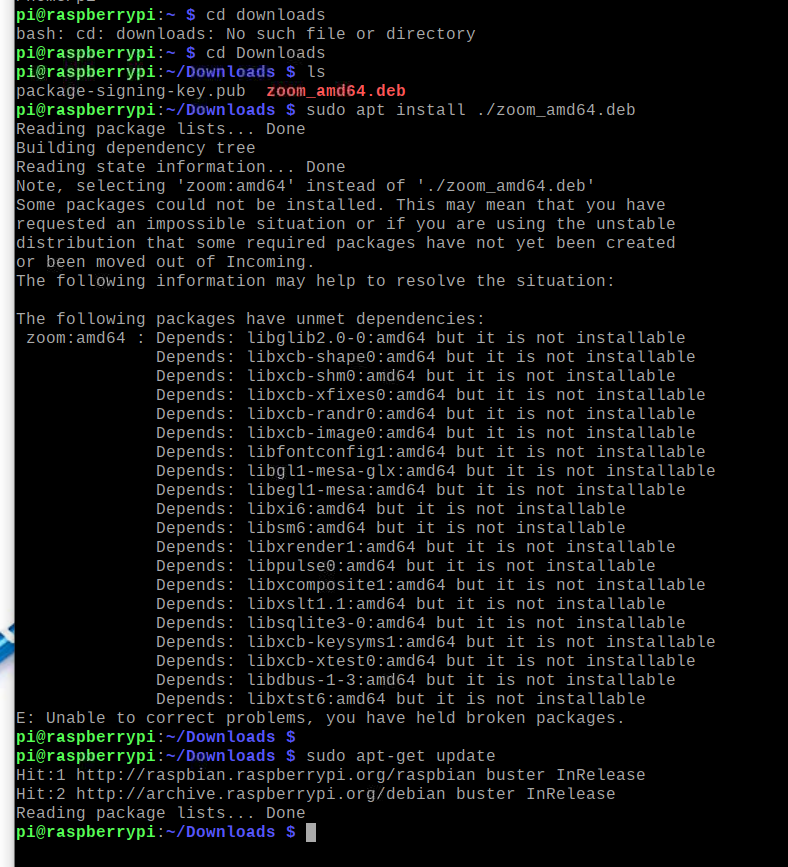 pi@raspberrypi:~ $ cd downloads
bash: cd: downloads: No such file or directory
pi@raspberrypi:~ $ cd Downloads
pi@raspberrypi:~/Downloads $ ls
package-signing-key.pub  zoom_amd64.deb
pi@raspberrypi:~/Downloads $ sudo apt install ./zoom_amd64.deb
Reading package lists... Done
Building dependency tree
Reading state information... Done
Note, selecting 'zoom:amd64' instead of './zoom_amd64.deb'
Some packages could not be installed. This may mean that you have
requested an impossible situation or if you are using the unstable
distribution that some required packages have not yet been created
or been moved out of Incoming.
The following information may help to resolve the situation:

The following packages have unmet dependencies:
 zoom:amd64 : Depends: libglib2.0-0:amd64 but it is not installable
              Depends: libxcb-shape0:amd64 but it is not installable
              Depends: libxcb-shm0:amd64 but it is not installable
              Depends: libxcb-xfixes0:amd64 but it is not installable
              Depends: libxcb-randr0:amd64 but it is not installable
              Depends: libxcb-image0:amd64 but it is not installable
              Depends: libfontconfig1:amd64 but it is not installable
              Depends: libgl1-mesa-glx:amd64 but it is not installable
              Depends: libegl1-mesa:amd64 but it is not installable
              Depends: libxi6:amd64 but it is not installable
              Depends: libsm6:amd64 but it is not installable
              Depends: libxrender1:amd64 but it is not installable
              Depends: libpulse0:amd64 but it is not installable
              Depends: libxcomposite1:amd64 but it is not installable
              Depends: libxslt1.1:amd64 but it is not installable
              Depends: libsqlite3-0:amd64 but it is not installable
              Depends: libxcb-keysyms1:amd64 but it is not installable
              Depends: libxcb-xtest0:amd64 but it is not installable
              Depends: libdbus-1-3:amd64 but it is not installable
              Depends: libxtst6:amd64 but it is not installable
E: Unable to correct problems, you have held broken packages.
pi@raspberrypi:~/Downloads $
pi@raspberrypi:~/Downloads $ sudo apt-get update
Hit:1 http://raspbian.raspberrypi.org/raspbian buster InRelease
Hit:2 http://archive.raspberrypi.org/debian buster InRelease
Reading package lists... Done
pi@raspberrypi:~/Downloads $